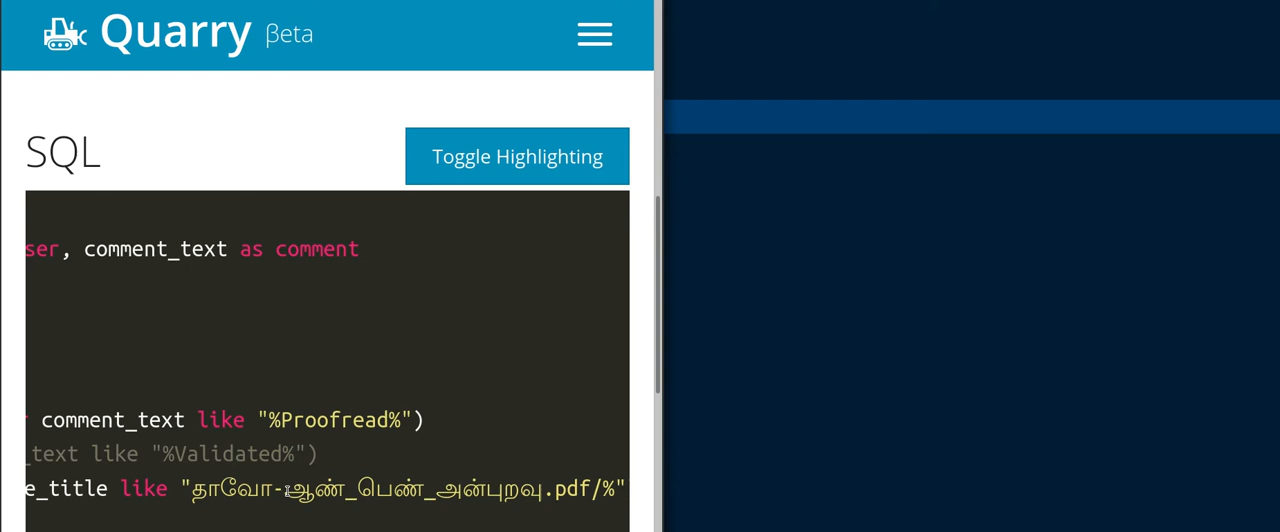 Quarry βeta
SQL
Toggle Highlighting
ser, comment_text as comment
comment_text like "%Proofread%")
_text like "%Validated%")
e_title like "தாவோ-ஆண்_பெண்_அன்புறவு.pdf/%"